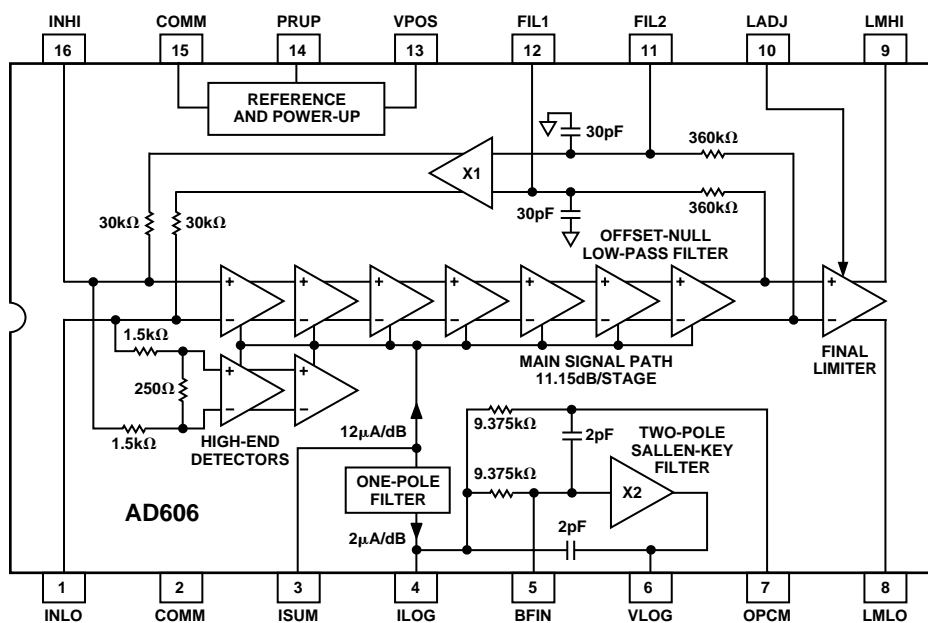 INHI COMM PRUP VPOS FIL1 FIL2 LADJ LMHI
16 15 14 13 12 11 10 9
REFERENCE
AND POWER-UP
30pF
360kΩ
X1
30kΩ 30kΩ
30pF
360kΩ
OFFSET-NULL
LOW-PASS FILTER
+ + + + + + + +
– – – – – – – –
1.5kΩ
+ +
250Ω
– –
1.5kΩ
HIGH-END
DETECTORS
MAIN SIGNAL PATH
11.15dB/STAGE
FINAL
LIMITER
12µA/dB
9.375kΩ
2pF
TWO-POLE
SALLEN-KEY
FILTER
ONE-POLE
FILTER
9.375kΩ
X2
AD606
2µA/dB
2pF
1 2 3 4 5 6 7 8
INLO COMM ISUM ILOG BFIN VLOG OPCM LMLO